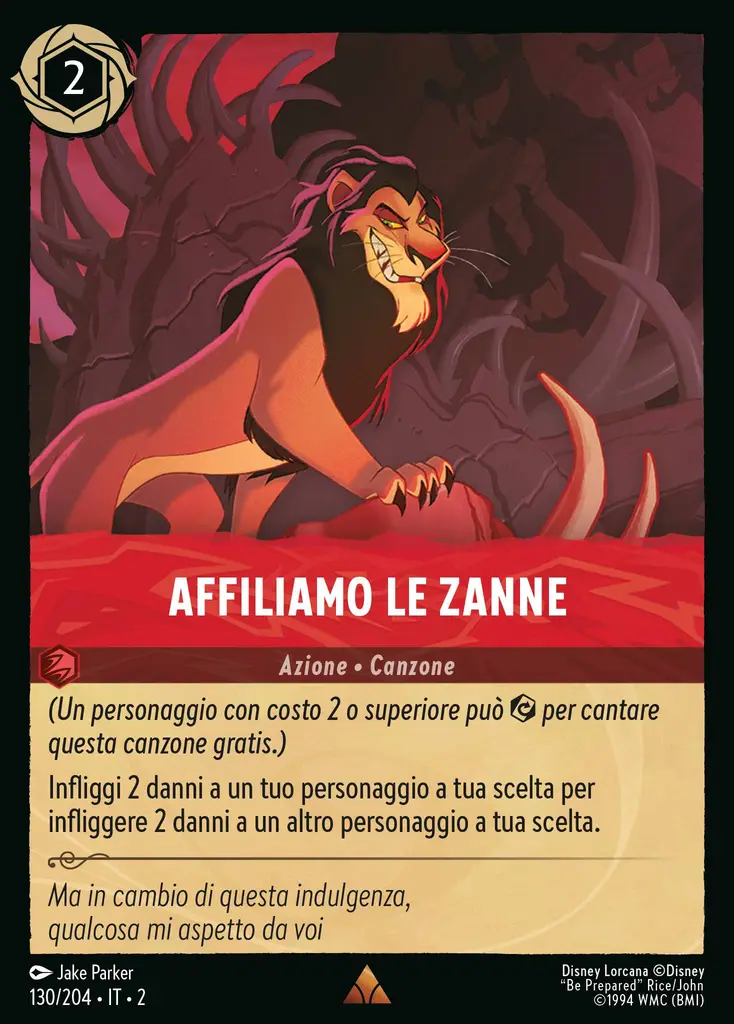 2
AFFILIAMO LE ZANNE
Azione • Canzone
(Un personaggio con costo 2 o superiore può per cantare
questa canzone gratis.)
Infliggi 2 danni a un tuo personaggio a tua scelta per
infliggere 2 danni a un altro personaggio a tua scelta.
Ma in cambio di questa indulgenza,
qualcosa mi aspetto da voi
Jake Parker
130/204 • IT • 2
Disney Lorcana ©Disney
“Be Prepared” Rice/John
©1994 WMC (BMI)